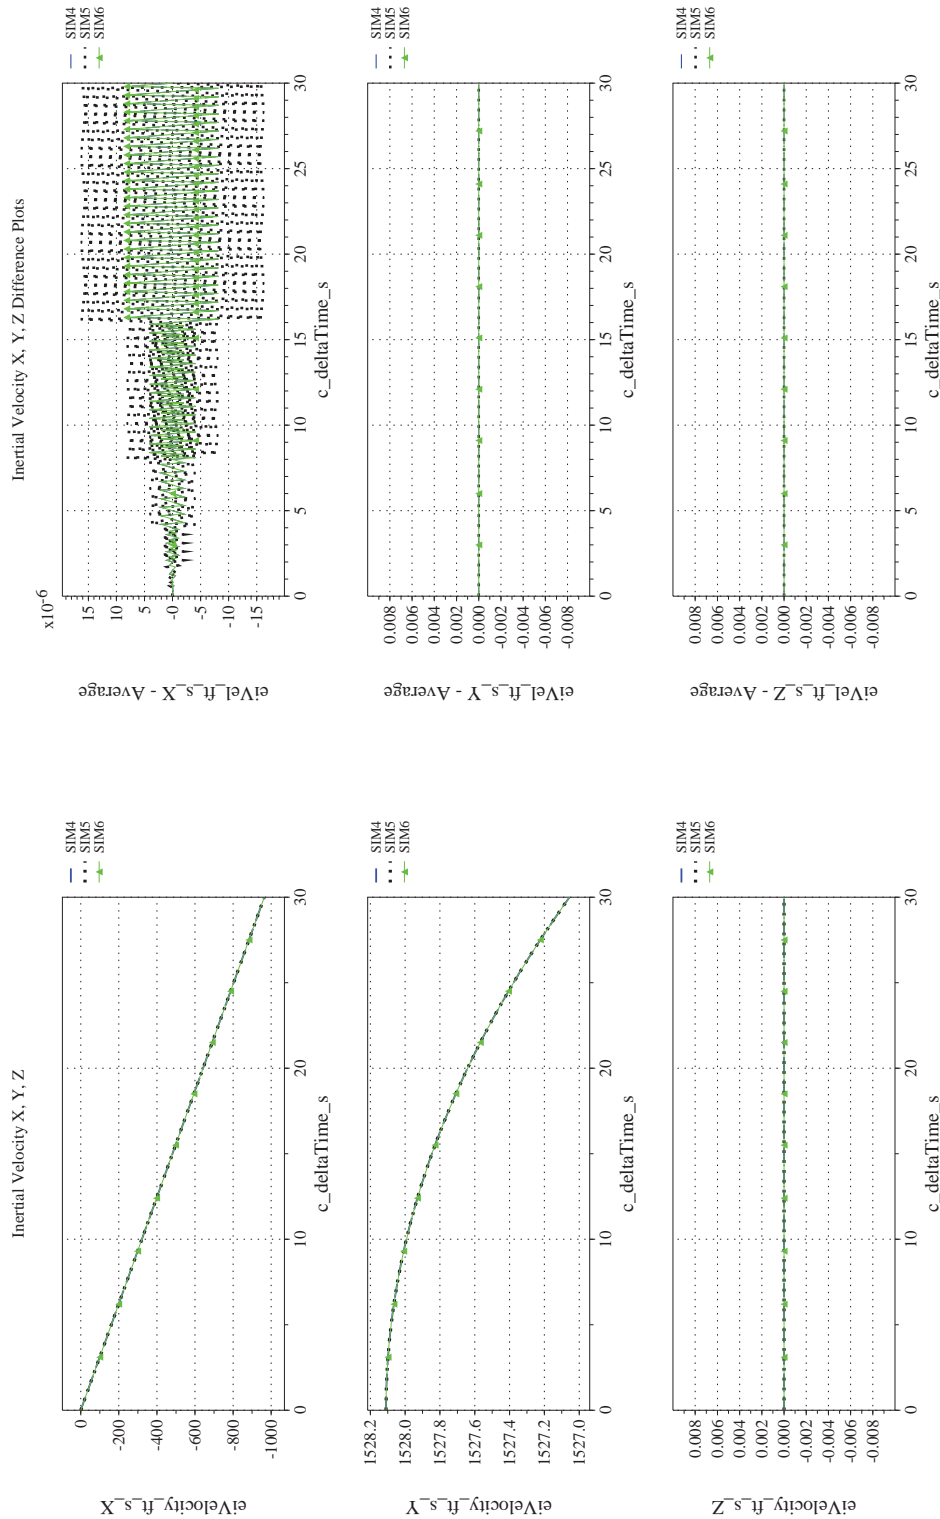 Inertial Velocity X, Y, Z
eiVelocity_ft_s_X
0
-200
-400
-600
-800
-1000
0
10
20
30
c_deltaTime_s
SIM4
SIM5
SIM6
eiVelocity_ft_s_Y
1528.2
1528.0
1527.8
1527.6
1527.4
1527.2
1527.0
0
10
20
30
c_deltaTime_s
SIM4
SIM5
SIM6
eiVelocity_ft_s_Z
0.008
0.006
0.004
0.002
0.000
-0.002
-0.004
-0.006
-0.008
0
10
20
30
c_deltaTime_s
SIM4
SIM5
SIM6
Inertial Velocity X, Y, Z Difference Plots
x10-6
eiVel_ft_s_X - Average
15
10
5
-0
-5
-10
-15
0
5
10
15
20
25
30
c_deltaTime_s
SIM4
SIM5
SIM6
eiVel_ft_s_Y - Average
0.008
0.006
0.004
0.002
0.000
-0.002
-0.004
-0.006
-0.008
0
5
10
15
20
25
30
c_deltaTime_s
SIM4
SIM5
SIM6
eiVel_ft_s_Z - Average
0.008
0.006
0.004
0.002
0.000
-0.002
-0.004
-0.006
-0.008
0
5
10
15
20
25
30
c_deltaTime_s
SIM4
SIM5
SIM6